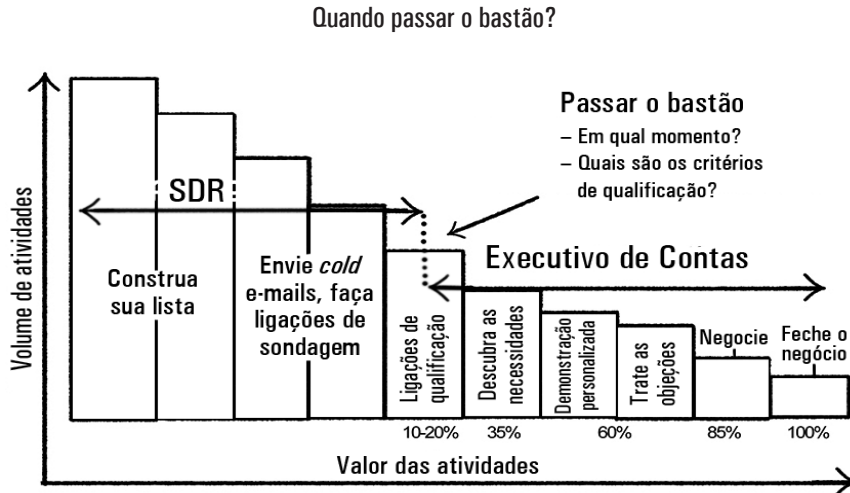 Quando passar o bastão?
Passar o bastão
– Em qual momento?
– Quais são os critérios
de qualificação?
SDR
Executivo de Contas
Volume de atividades
Construa
sua lista
Envie cold
e-mails, faça
ligações de
sondagem
Ligações de
qualificação
Descubra as
necessidades
Demonstração
personalizada
Trate as
objeções
Negocie
Feche o
negócio
10-20%
35%
60%
85%
100%
Valor das atividades